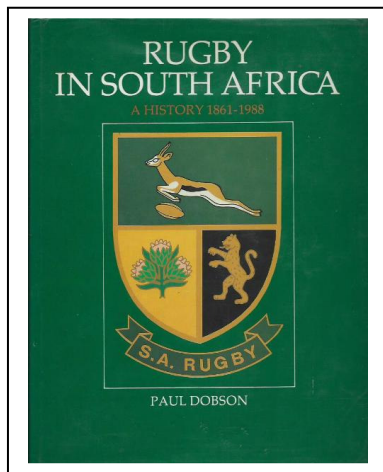 RUGBY
IN SOUTH AFRICA
A HISTORY 1861-1988
S.A. RUGBY
PAUL DOBSON